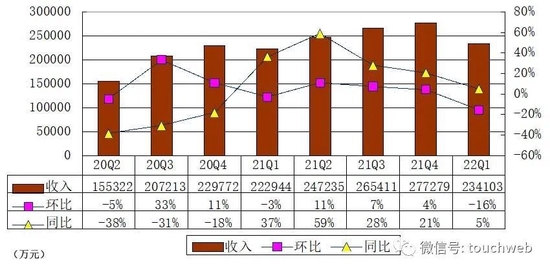 300000
250000
200000
150000
100000
50000
0
80%
60%
40%
20%
0%
-20%
-40%
-60%
20Q2 20Q3 20Q4 21Q1 21Q2 21Q3 21Q4 22Q1
收入 155322 207213 229772 222944 247235 265411 277279 234103
环比 -5% 33% 11% -3% 11% 7% 4% -16%
同比 -38% -31% -18% 37% 59% 28% 21% 5%
(万元) 收入 环比 同比
微信号: touchweb